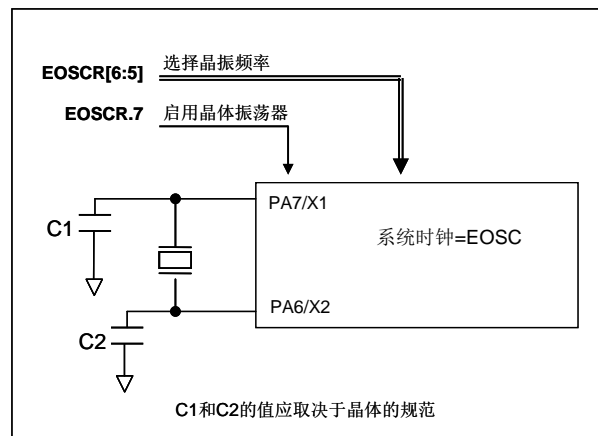 EOSCR[6:5] 选择晶振频率
EOSCR.7 启用晶体振荡器
PA7/X1
C1
系统时钟=EOSC
PA6/X2
C2
C1和C2的值应取决于晶体的规范